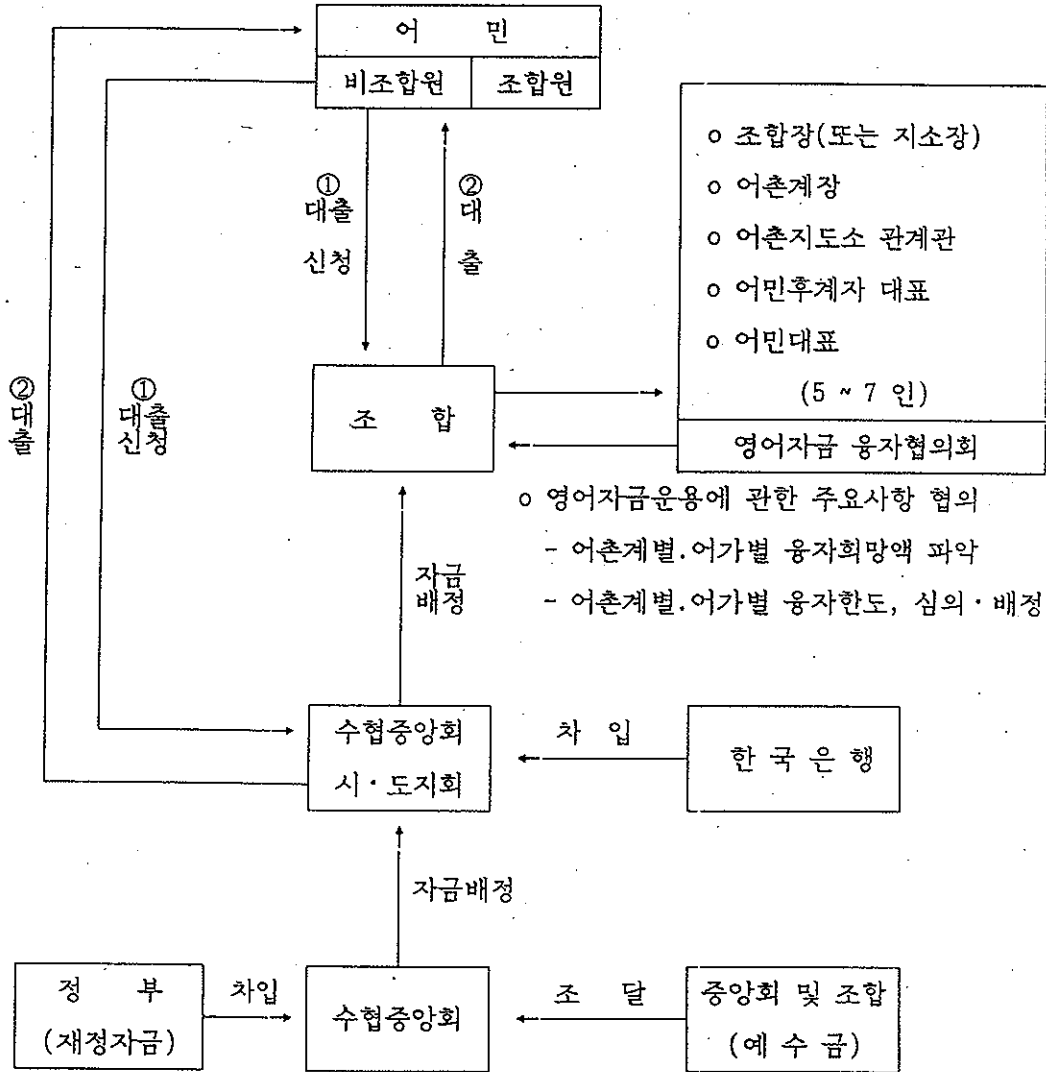 어 민
비조합원 조합원
o 조합장(또는 지소장)
o 어촌계장
o 어촌지도소 관계관
o 어민후계자 대표
o 어민대표
(5 ~ 7 인)
영어자금 융자협의회
①
대출
신청
②
대
출
②
대
출
①
대출
신청
조 합
o 영어자금운용에 관한 주요사항 협의
- 어촌계별.어가별 융자희망액 파악
- 어촌계별.어가별 융자한도, 심의·배정
자금
배정
수협중앙회
시·도지회
차 입
한 국 은 행
자금배정
정 부
(재정자금)
차입
수협중앙회
조 달
중앙회 및 조합
(예 수 금)